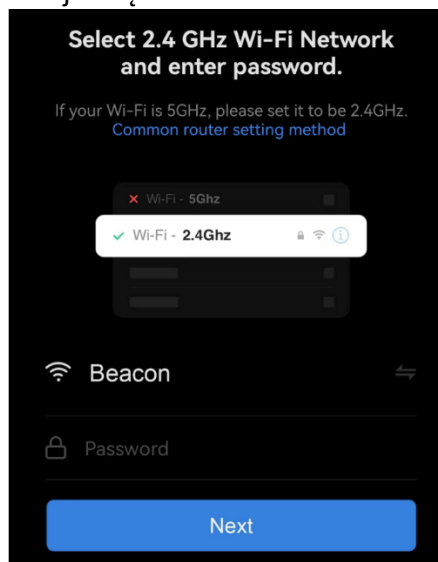 Select 2.4 GHz Wi-Fi Network
and enter password.
If your Wi-Fi is 5GHz, please set it to be 2.4GHz.
Common router setting method
Wi-Fi - 5Ghz
Wi-Fi - 2.4Ghz
Beacon
Password
Next